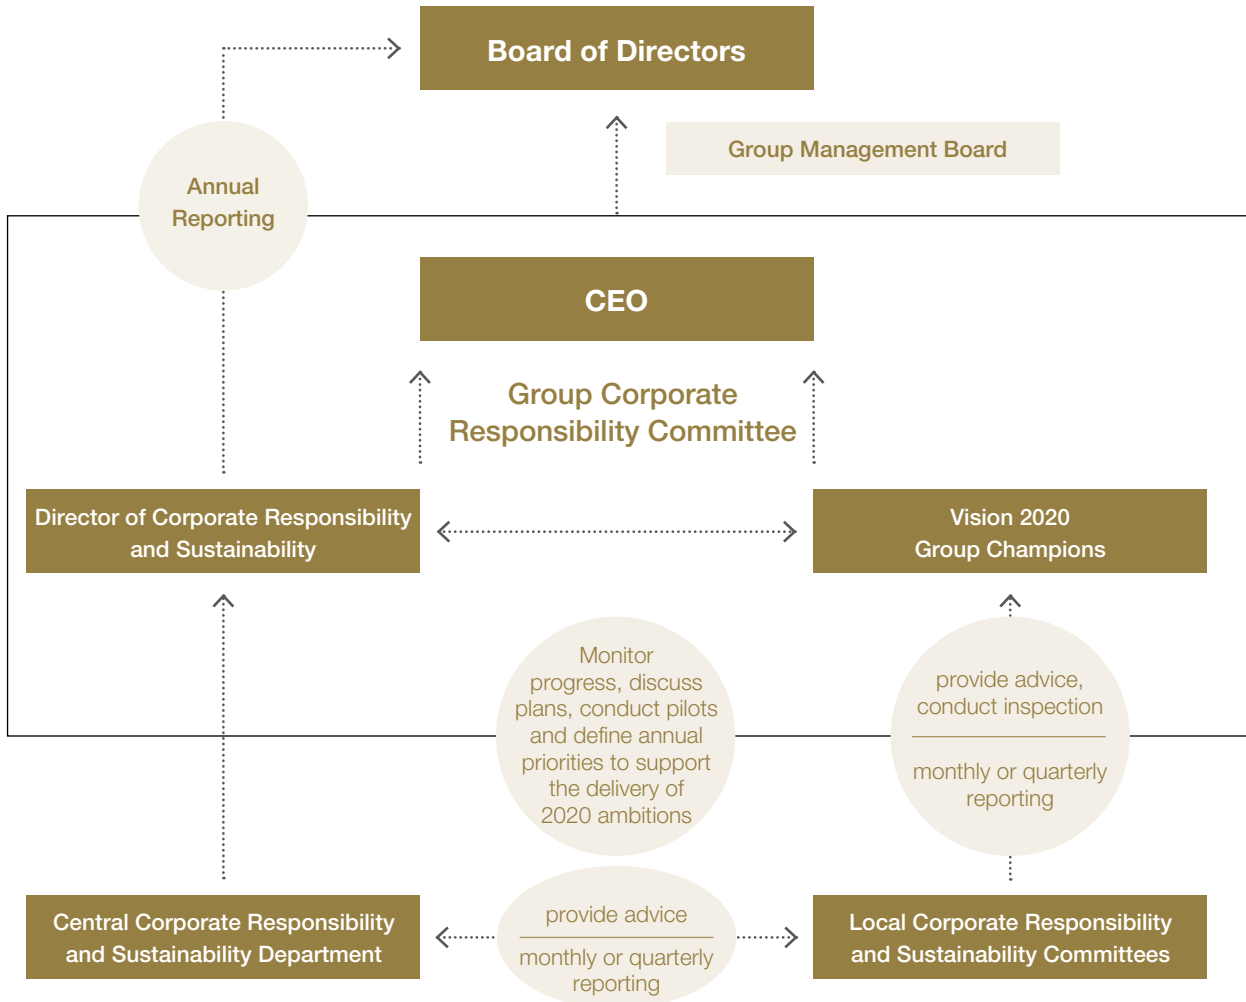 Board of Directors
Group Management Board
Annual
Reporting
CEO
Group Corporate
Responsibility Committee
Director of Corporate Responsibility
and Sustainability
Vision 2020
Group Champions
Monitor
progress, discuss
plans, conduct pilots
and define annual
priorities to support
the delivery of
2020 ambitions
provide advice,
conduct inspection
monthly or quarterly
reporting
Central Corporate Responsibility
and Sustainability Department
provide advice
monthly or quarterly
reporting
Local Corporate Responsibility
and Sustainability Committees